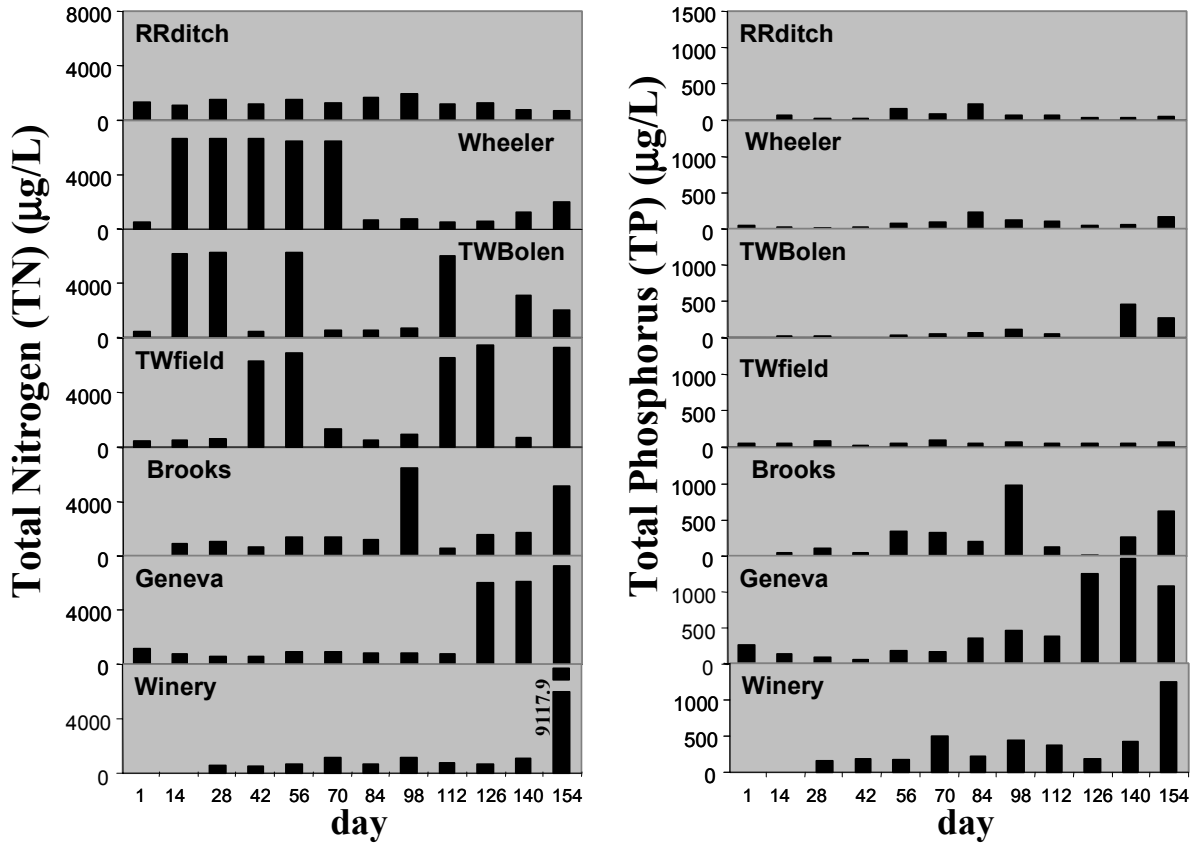 Total Nitrogen (TN) (µg/L)
8000
4000
0
RRditch
4000
0
Wheeler
4000
0
TWBolen
4000
0
TWfield
4000
0
Brooks
4000
0
Geneva
4000
0
Winery
9117.9
1 14 28 42 56 70 84 98 112 126 140 154
day
Total Phosphorus (TP) (µg/L)
1500
1000
500
0
RRditch
1000
500
0
Wheeler
1000
500
0
TWBolen
1000
500
0
TWfield
1000
500
0
Brooks
1000
500
0
Geneva
1000
500
0
Winery
1 14 28 42 56 70 84 98 112 126 140 154
day